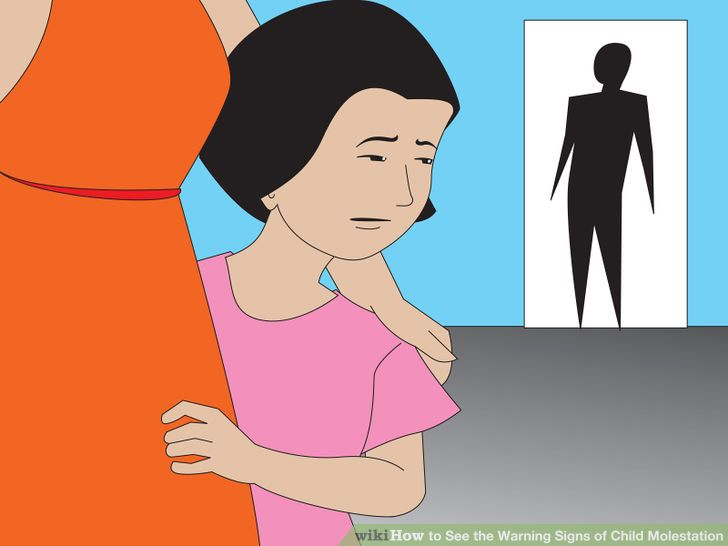 wikiHow to See the Warning Signs of Child Molestation